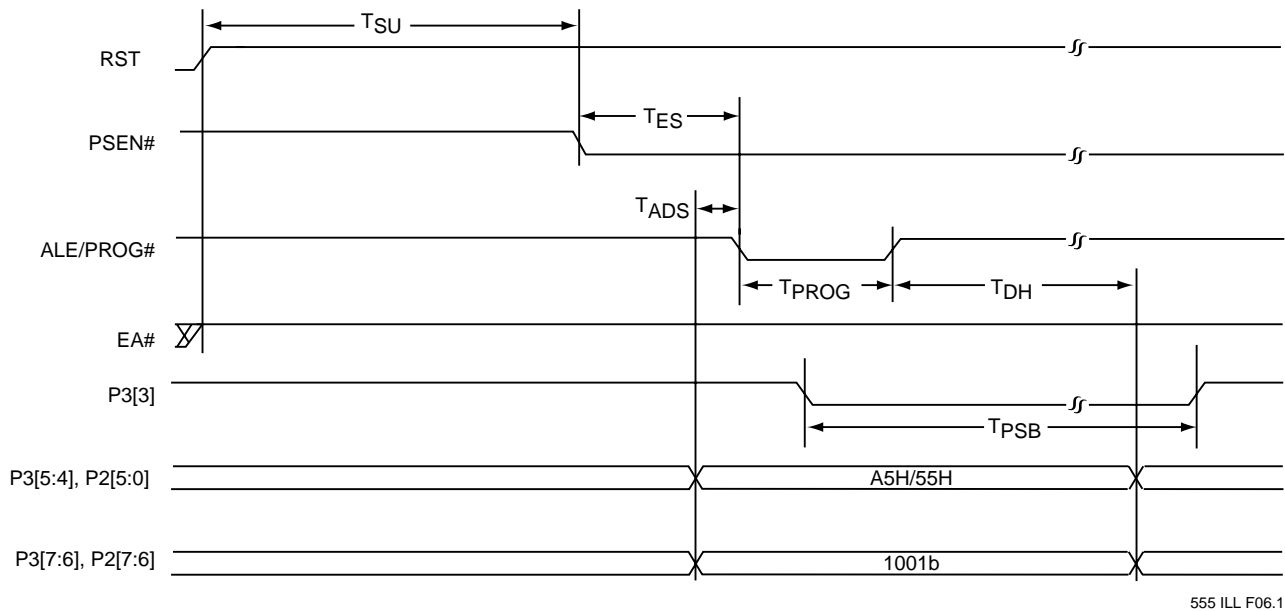 TSU
RST
TES
PSEN#
TADS
ALE/PROG#
TPROG
TDH
EA#
P3[3]
TPSB
P3[5:4], P2[5:0]
A5H/55H
P3[7:6], P2[7:6]
1001b
555 ILL F06.1